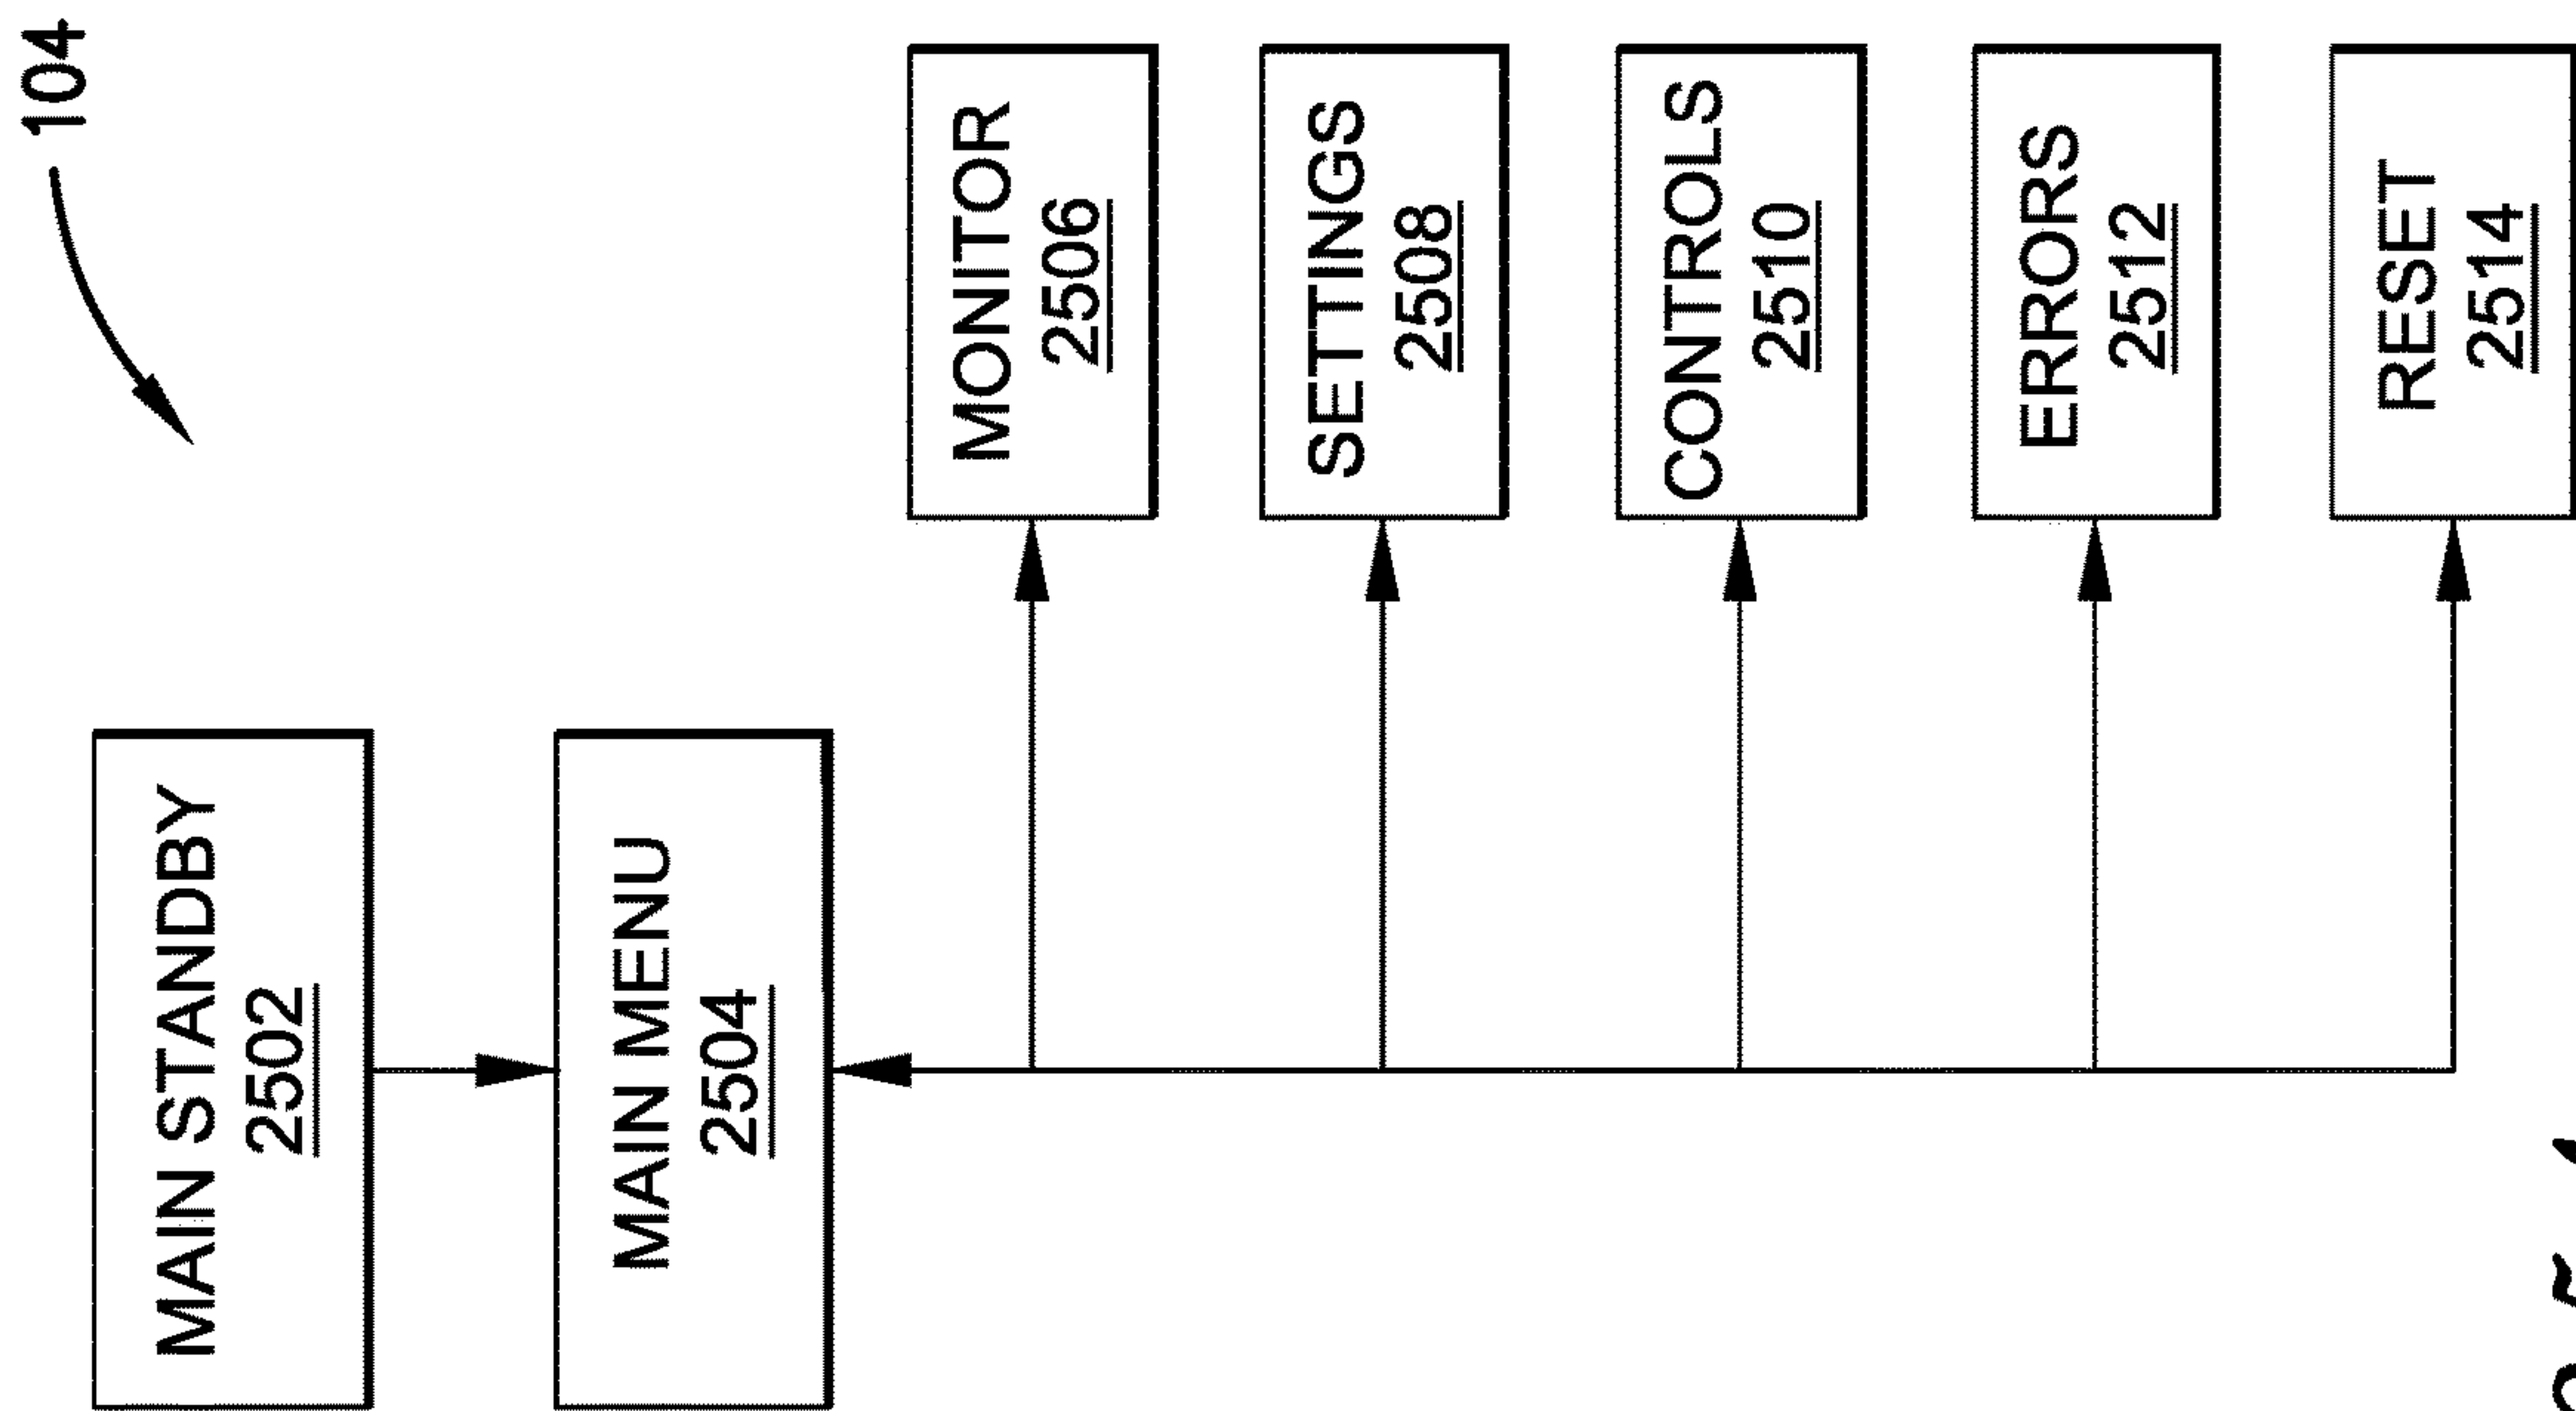 104
MAIN STANDBY
2502
MAIN MENU
2504
MONITOR
2506
SETTINGS
2508
CONTROLS
2510
ERRORS
2512
RESET
2514